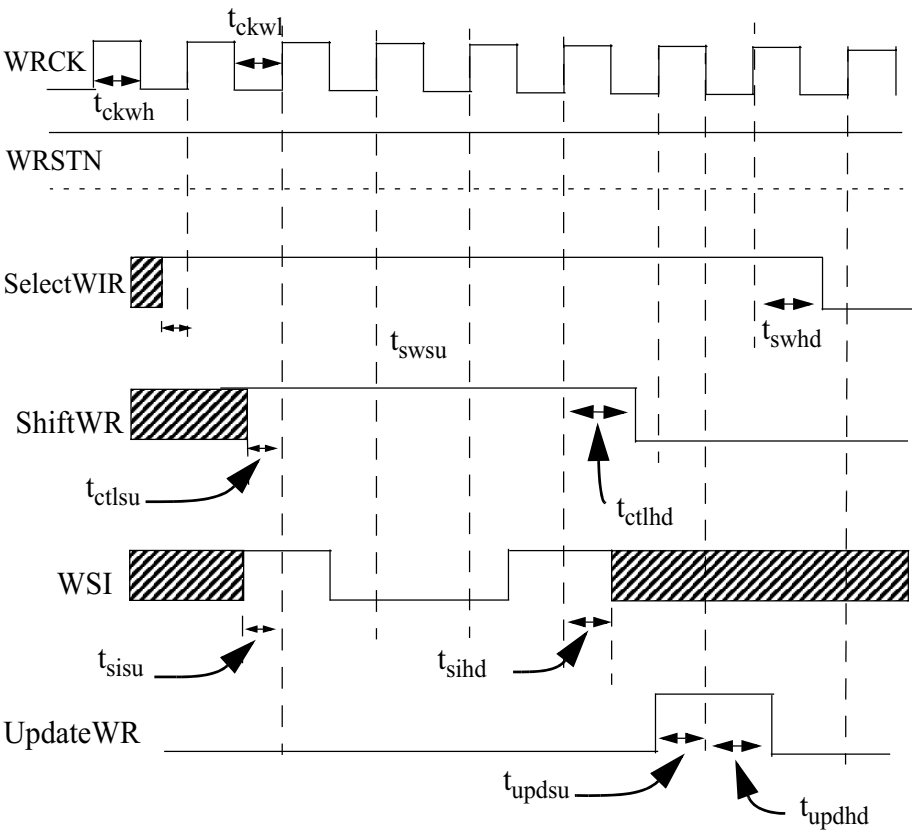 t_ckwl
WRCK
t_ckwh
WRSTN
SelectWIR
t_swsu
t_swhd
ShiftWR
t_ctlsu
t_ctlhd
WSI
t_sisu
t_sihd
UpdateWR
t_updsu
t_updhd